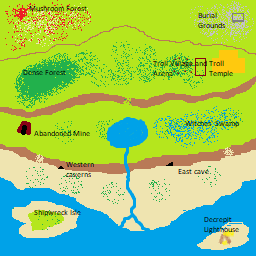 Mushroom Forest
Burial
Grounds
Troll Village and Troll
Arena
Temple
Dense Forest
Witches' Swamp
Abandoned Mine
Western
caverns
East cave
Shipwreck Isle
Decrepit
Lighthouse